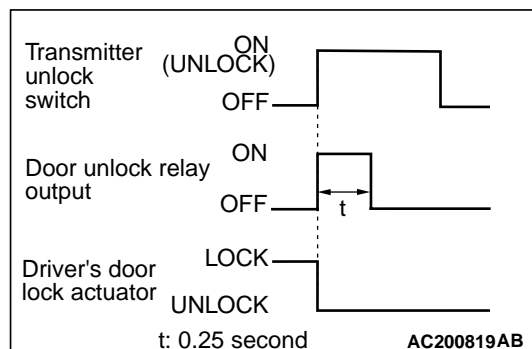 Transmitter
unlock
switch
ON
(UNLOCK)
OFF
Door unlock relay
output
ON
OFF
t
Driver's door
lock actuator
LOCK
UNLOCK
t: 0.25 second
AC200819AB